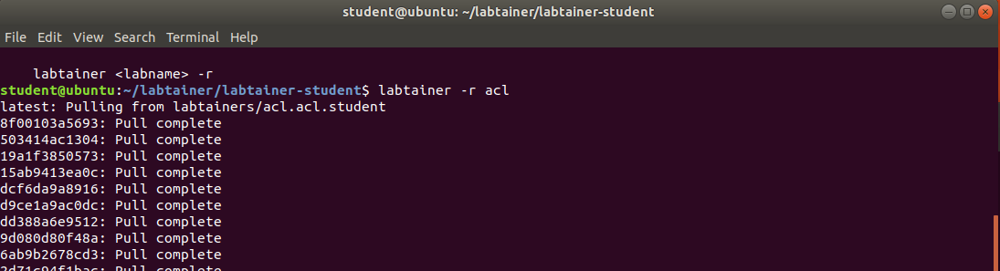 student@ubuntu: ~/labtainer/labtainer-student
File Edit View Search Terminal Help
labtainer <labname> -r
student@ubuntu:~/labtainer/labtainer-student$ labtainer -r acl
latest: Pulling from labtainers/acl.acl.student
8f00103a5693: Pull complete
503414ac1304: Pull complete
19a1f3850573: Pull complete
15ab9413ea0c: Pull complete
dcf6da9a8916: Pull complete
d9ce1a9ac0dc: Pull complete
dd388a6e9512: Pull complete
9d080d80f48a: Pull complete
6ab9b2678cd3: Pull complete
Pull complete